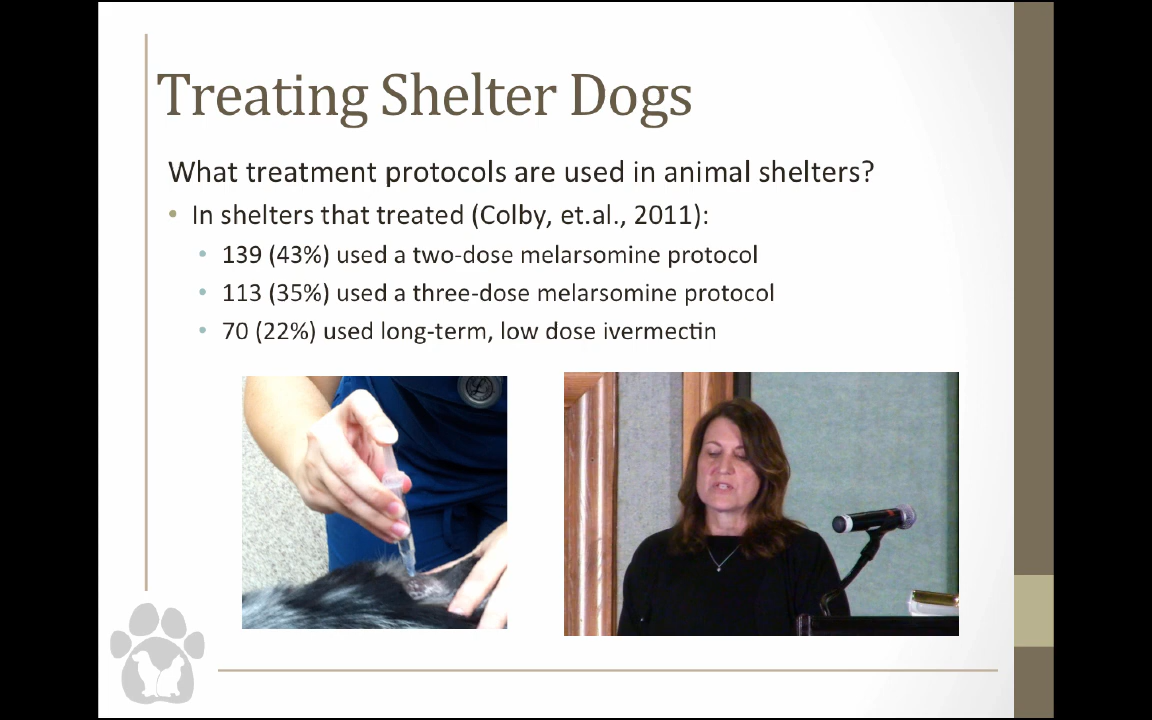 Treating Shelter Dogs
What treatment protocols are used in animal shelters?
• In shelters that treated (Colby, et.al., 2011):
• 139 (43%) used a two-dose melarsomine protocol
• 113 (35%) used a three-dose melarsomine protocol
• 70 (22%) used long-term, low dose ivermectin